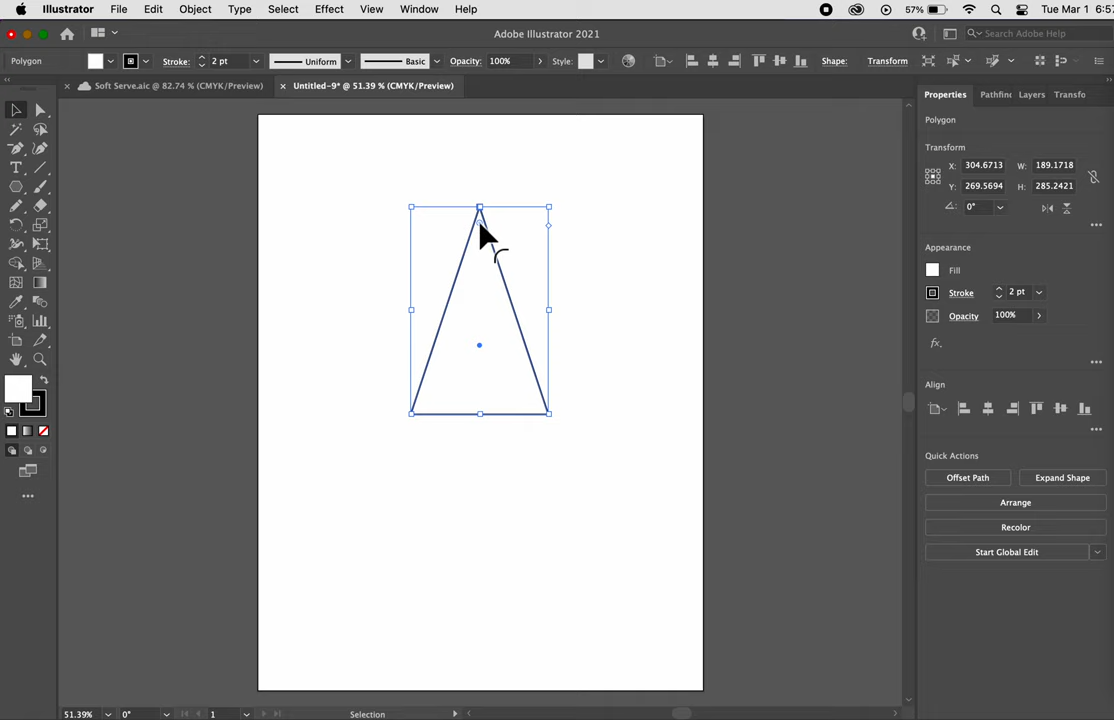 Illustrator File Edit Object Type Select Effect View Window Help 57% Tue Mar 1 6:5
Adobe Illustrator 2021 Search Adobe Help
Polygon Stroke: 2 pt Uniform Basic Opacity: 100% Style: Shape: Transform
Soft Serve.aic @ 82.74 % (CMYK/Preview) Untitled-9* @ 51.39 % (CMYK/Preview)
Properties Pathfin Layers Transfo
Polygon
Transform
X: 304.6713 W: 189.1718
Y: 269.5694 H: 285.2421
0°
Appearance
Fill
Stroke 2 pt
Opacity 100%
fx
Align
Quick Actions
Offset Path Expand Shape
Arrange
Recolor
Start Global Edit
51.39% 0° 1 Selection